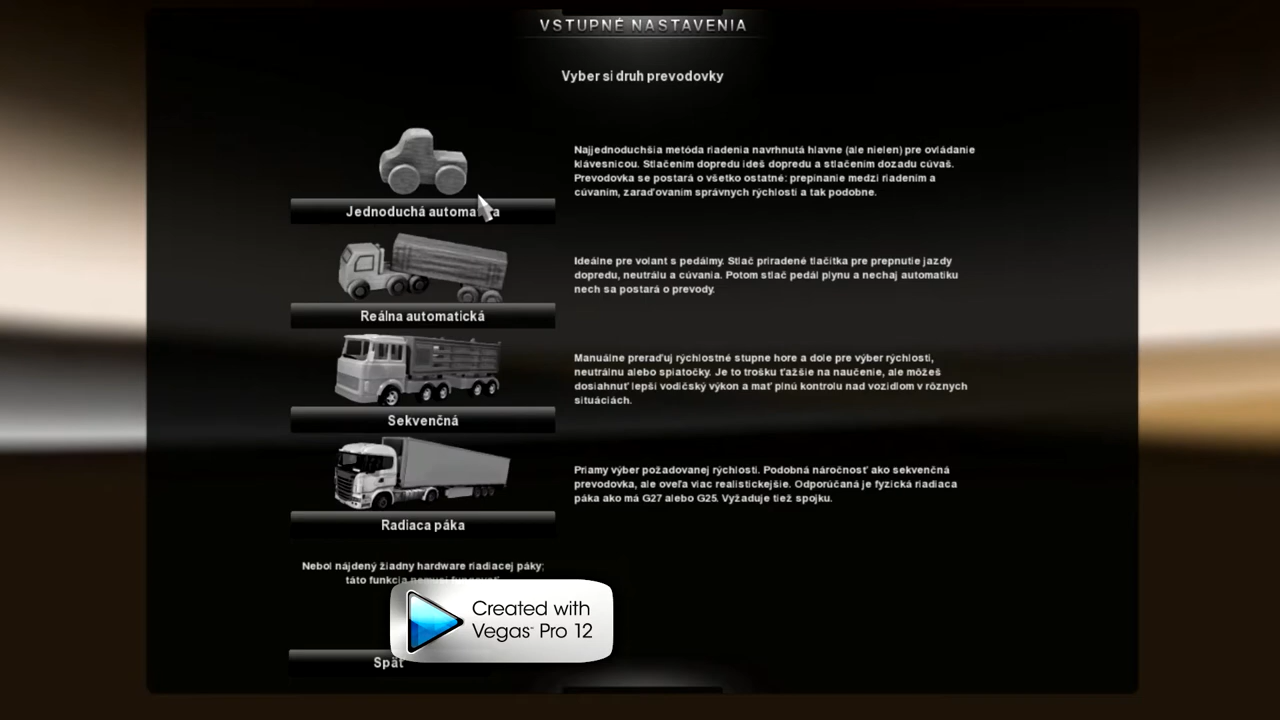 VSTUPNÉ NASTAVENIA
Vyber si druh prevodovky
Najjednoduchšia metóda riadenia navrhnutá hlavne (ale nielen) pre ovládanie
klávesnicou. Stlačením dopredu ideš dopredu a stlačením dozadu cúvaš.
Prevodovka se postará o všetko ostatné: prepínanie medzi riadením a
cúvaním, zaraďovaním správnych rýchlostí a tak podobne.
Jednoduchá
Ideálne pre volant s pedálmy. Stlač priradené tlačítka pre prepnutie jazdy
dopredu, neutrálu a cúvania. Potom stlač pedál plynu a nechaj automatiku
nech sa postará o prevody.
Reálna automatická
Manuálne preraďuj rýchlostné stupne hore a dole pre výber rýchlosti,
neutrálnu alebo spiatočky. Je to trošku ťažšie na naučenie, ale môžeš
dosiahnuť lepší vodičský výkon a mať plnú kontrolu nad vozidlom v rôznych
situáciách.
Sekvenčná
Priamy výber požadovanej rýchlosti. Podobná náročnosť ako sekvenčná
prevodovka, ale oveľa viac realistickejšie. Odporúčaná je fyzická riadiaca
páka ako má G27 alebo G25. Vyžaduje tiež spojku.
Radiaca páka
Nebol nájdený žiadny hardware riadiacej páky;
táto funkcia
Created with
Vegas™ Pro 12
Späť